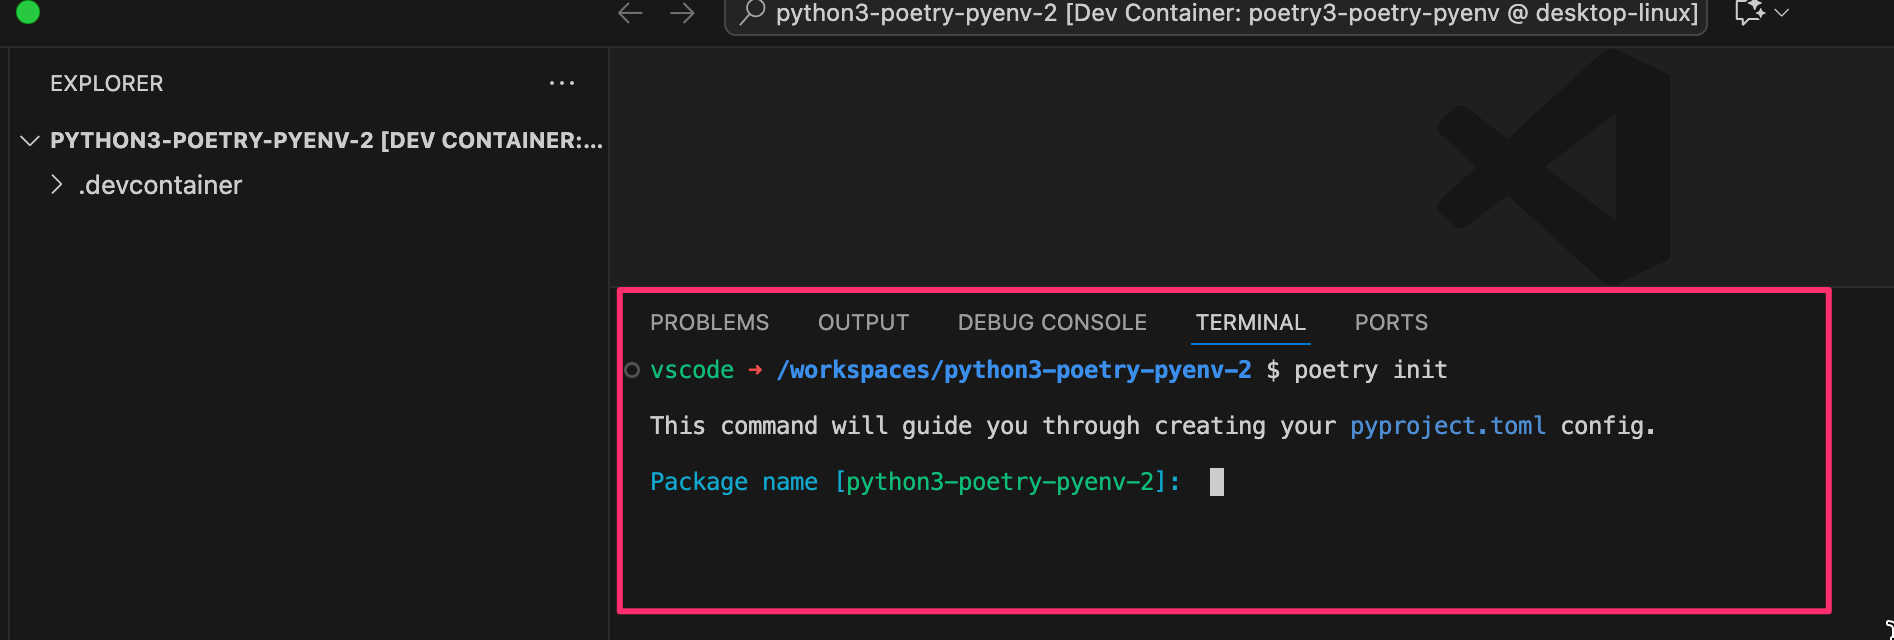 python3-poetry-pyenv-2 [Dev Container: poetry3-poetry-pyenv @ desktop-linux]
EXPLORER
PYTHON3-POETRY-PYENV-2 [DEV CONTAINER:...
.devcontainer
PROBLEMS OUTPUT DEBUG CONSOLE TERMINAL PORTS
vscode → /workspaces/python3-poetry-pyenv-2 $ poetry init
This command will guide you through creating your pyproject.toml config.
Package name [python3-poetry-pyenv-2]: